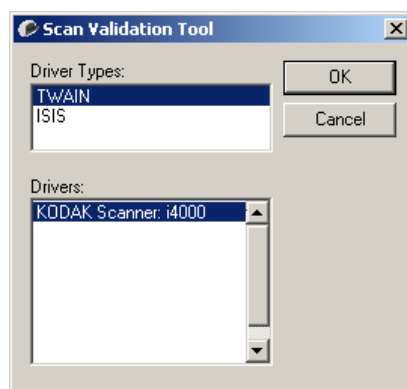 Scan Validation Tool
Driver Types:
TWAIN
ISIS
OK
Cancel
Drivers:
KODAK Scanner: i4000